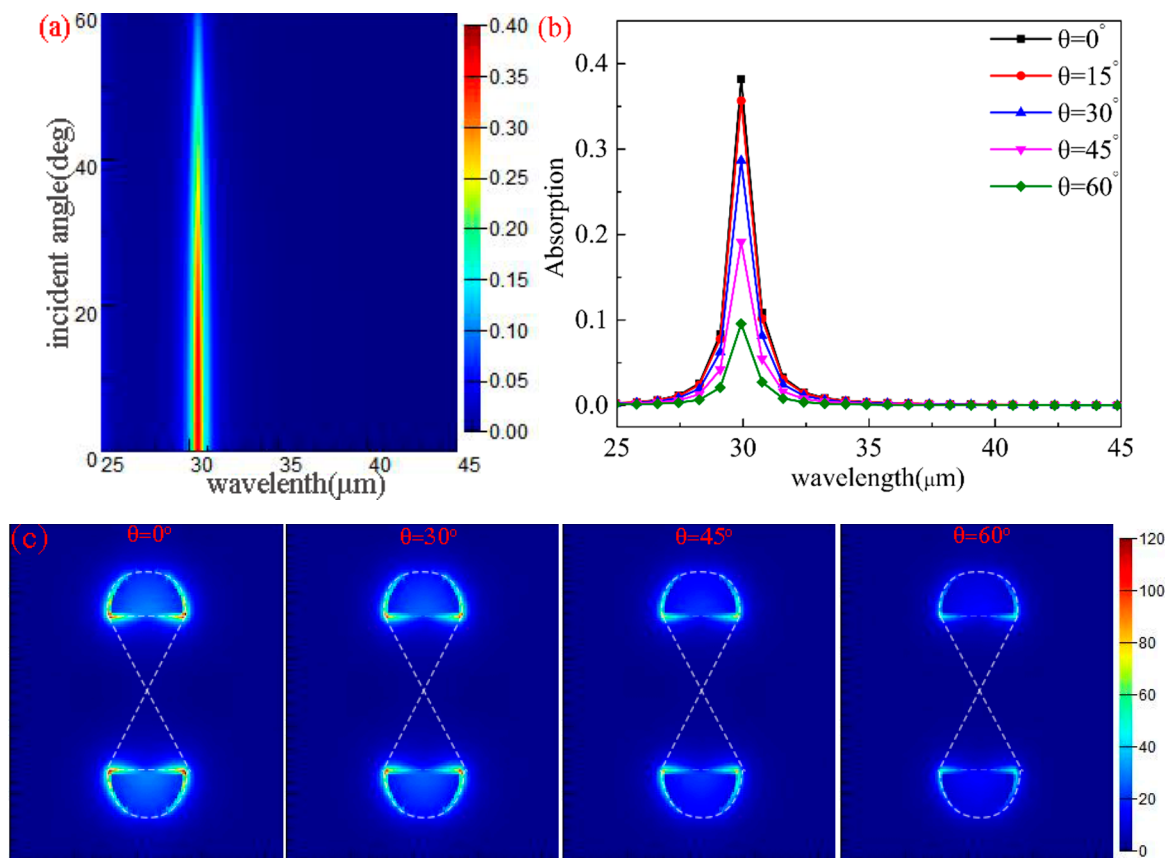 (a)
60
40
20
0
incident angle(deg)
25
30
35
40
45
wavelenth(μm)
0.40
0.35
0.30
0.25
0.20
0.15
0.10
0.05
0.00
(b)
Absorption
0.4
0.3
0.2
0.1
0.0
25
30
35
40
45
wavelength(μm)
θ=0°
θ=15°
θ=30°
θ=45°
θ=60°
(c)
θ=0°
θ=30°
θ=45°
θ=60°
120
100
80
60
40
20
0